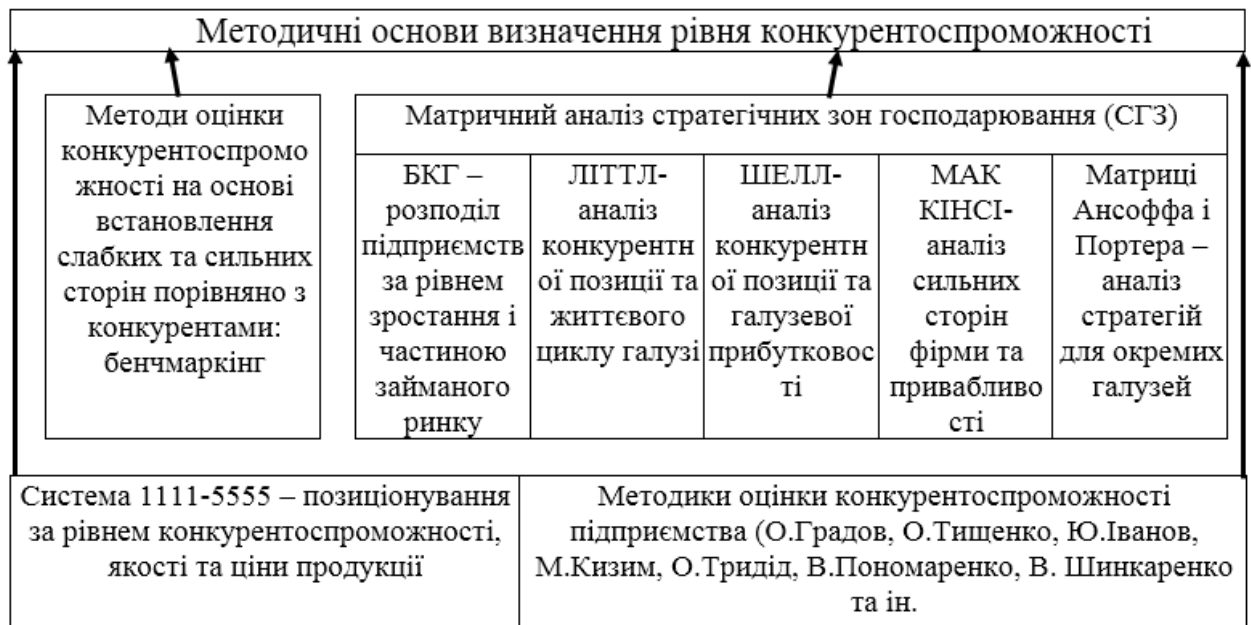 Методичні основи визначення рівня конкурентоспроможності
Методи оцінки
конкурентоспромо
жності на основі
встановлення
слабких та сильних
сторін порівняно з
конкурентами:
бенчмаркінг
Матричний аналіз стратегічних зон господарювання (СГЗ)
БКГ –
розподіл
підприємств
за рівнем
зростання і
частиною
займаного
ринку
ЛІТТЛ-
аналіз
конкурентн
ої позиції та
життєвого
циклу галузі
ШЕЛЛ-
аналіз
конкурентн
ої позиції та
галузевої
прибутковос
ті
МАК
КІНСІ-
аналіз
сильних
сторін
фірми та
привабливо
сті
Матриці
Ансоффа і
Портера –
аналіз
стратегій
для окремих
галузей
Система 1111-5555 – позиціонування
за рівнем конкурентоспроможності,
якості та ціни продукції
Методики оцінки конкурентоспроможності
підприємства (О.Градов, О.Тищенко, Ю.Іванов,
М.Кизим, О.Тридід, В.Пономаренко, В. Шинкаренко
та ін.